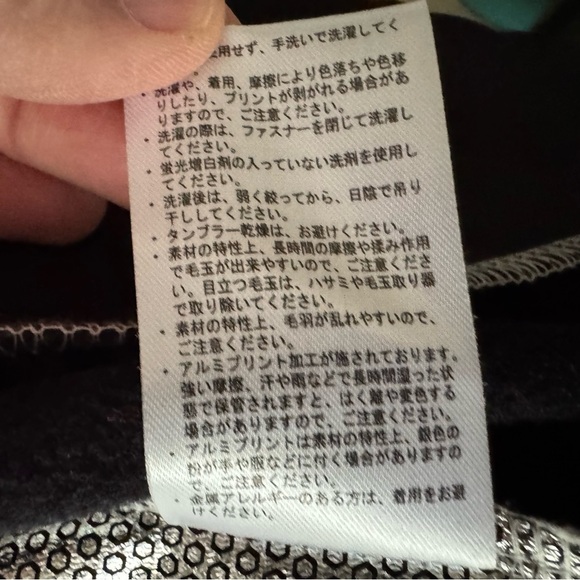 使用せず、手洗いで洗濯してく
・洗濯や、着用、摩擦により色落ちや色移
りしたり、プリントが剥がれる場合があ
りますので、ご注意ください。
・洗濯の際は、ファスナーを閉じて洗濯し
てください。
・蛍光増白剤の入っていない洗剤を使用し
てください。
・洗濯後は、弱く絞ってから、日陰で吊り
干ししてください。
・タンブラー乾燥は、お避けください。
・素材の特性上、長時間の摩擦や揉み作用
で毛玉が出来やすいので、ご注意くださ
い。目立つ毛玉は、ハサミや毛玉取り器
で取り除いてください。
・素材の特性上、毛羽が乱れやすいので、
ご注意ください。
・アルミプリント加工が施されております。
強い摩擦、汗や雨などで長時間湿った状
態で保管されますと、はく離や変色する
場合がありますので、ご注意ください。
・アルミプリントは素材の特性上、銀色の
粉が手や服などに付く場合がありますの
で、ご注意ください。
・金属アレルギーのある方は、着用をお避
けください。